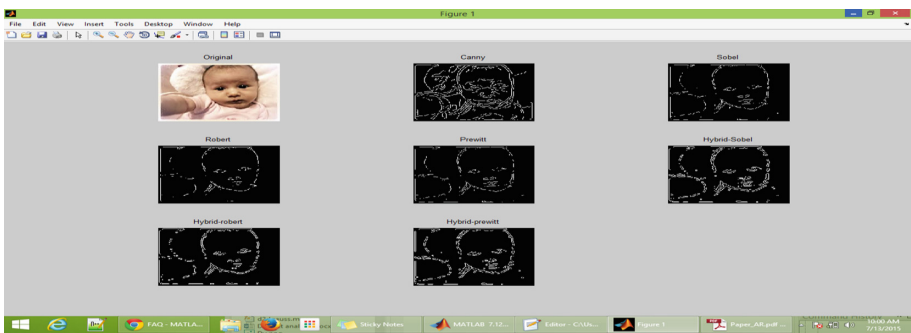 Figure 1
File Edit View Insert Tools Desktop Window Help
Original Canny Sobel
Robert Prewitt Hybrid-Sobel
Hybrid-robert Hybrid-prewitt
FAQ - MATLA... Sticky Notes MATLAB 7.12... Editor - C:\Us... Figure 1 Paper_AR.pdf ... 10:00 AM
7/13/2015